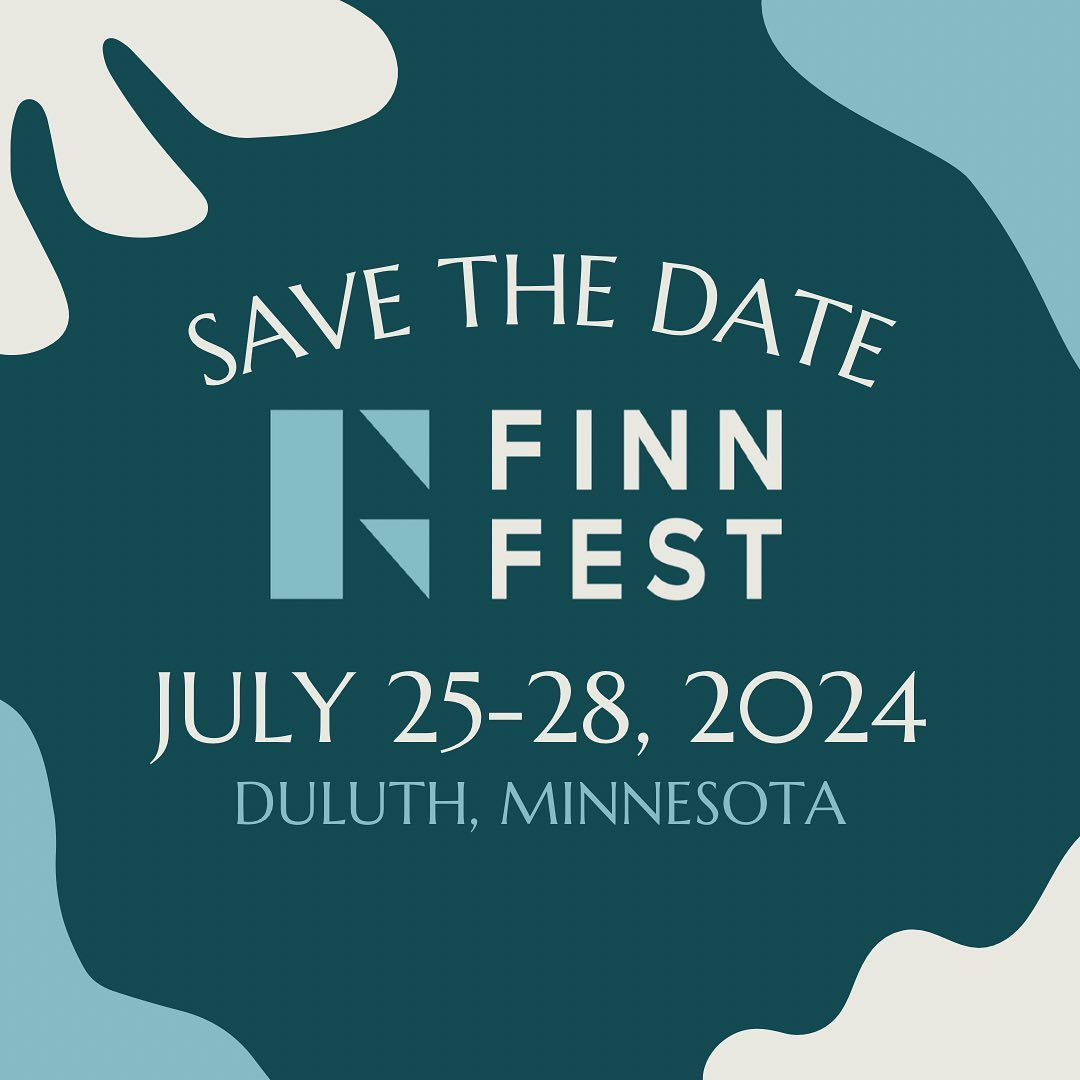 SAVE THE DATE
FINN
FEST
JULY 25-28, 2024
DULUTH, MINNESOTA